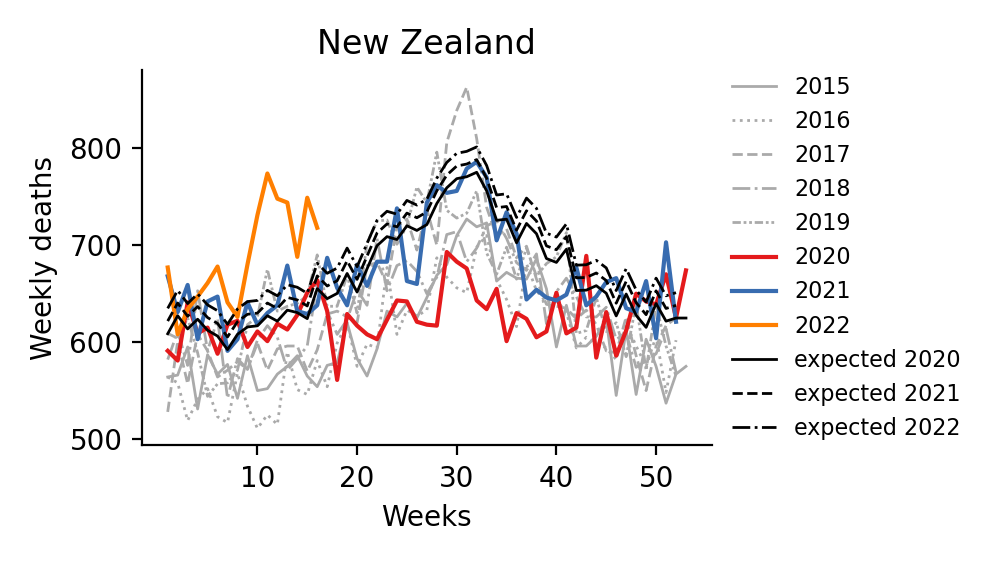 New Zealand
Weekly deaths
800
700
600
500
10 20 30 40 50
Weeks
2015
2016
2017
2018
2019
2020
2021
2022
expected 2020
expected 2021
expected 2022